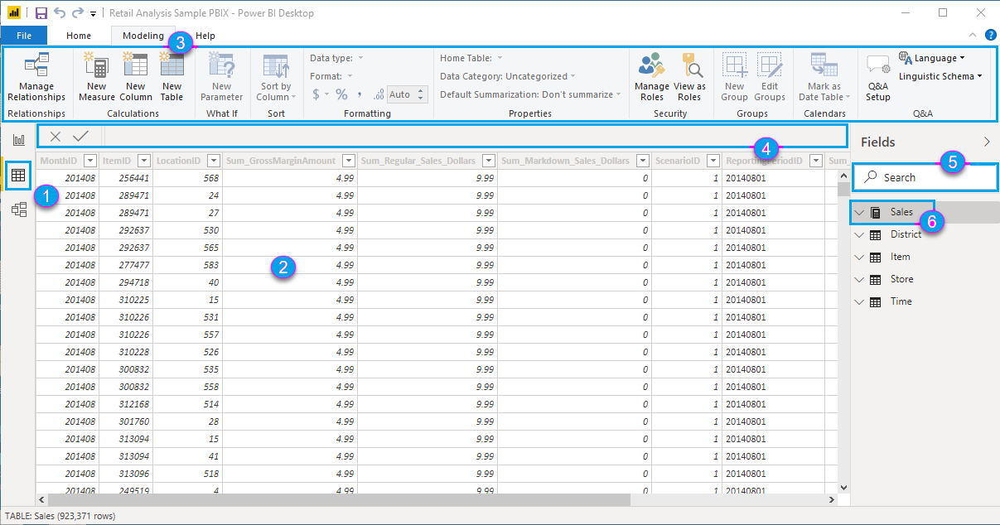 Retail Analysis Sample PBIX - Power BI Desktop
File Home Modeling Help
3
Manage Relationships
New Measure
New Column
New Table
New Parameter
Sort by Column
Data type:
Format:
$ % , .00 Auto
Home Table:
Data Category: Uncategorized
Default Summarization: Don't summarize
Manage Roles
View as Roles
New Group
Edit Groups
Mark as Date Table
Q&A Setup
Language
Linguistic Schema
Relationships Calculations What If Sort Formatting Properties Security Groups Calendars Q&A
4
MonthID ItemID LocationID Sum_GrossMarginAmount Sum_Regular_Sales_Dollars Sum_Markdown_Sales_Dollars ScenarioID ReportingPeriodID Sum_
201408 256441 568 4.99 9.99 0 1 20140801
201408 289471 24 4.99 9.99 0 1 20140801
201408 289471 27 4.99 9.99 0 1 20140801
201408 292637 530 4.99 9.99 0 1 20140801
201408 292637 565 4.99 9.99 0 1 20140801
201408 277477 583 4.99 9.99 0 1 20140801
201408 294718 40 4.99 9.99 0 1 20140801
201408 310225 15 4.99 9.99 0 1 20140801
201408 310226 531 4.99 9.99 0 1 20140801
201408 310226 557 4.99 9.99 0 1 20140801
201408 310228 526 4.99 9.99 0 1 20140801
201408 300832 535 4.99 9.99 0 1 20140801
201408 300832 558 4.99 9.99 0 1 20140801
201408 312168 514 4.99 9.99 0 1 20140801
201408 301760 28 4.99 9.99 0 1 20140801
201408 313094 15 4.99 9.99 0 1 20140801
201408 313094 41 4.99 9.99 0 1 20140801
201408 313096 518 4.99 9.99 0 1 20140801
201408 249519 4 4.99 9.99 0 1 20140801
1
2
Fields
5
Search
Sales
6
District
Item
Store
Time
TABLE: Sales (923,371 rows)